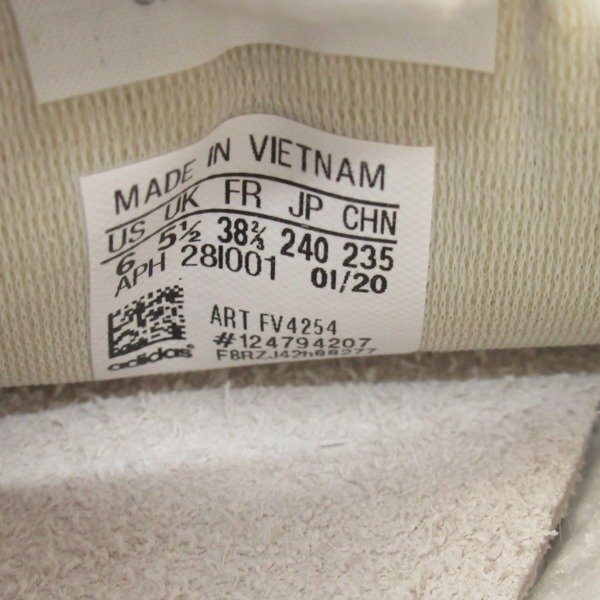 MADE IN VIETNAM
US UK FR JP CHN
6 5½ 38⅔ 240 235
APH 28I001 01/20
ART FV4254
#124794207
adidas